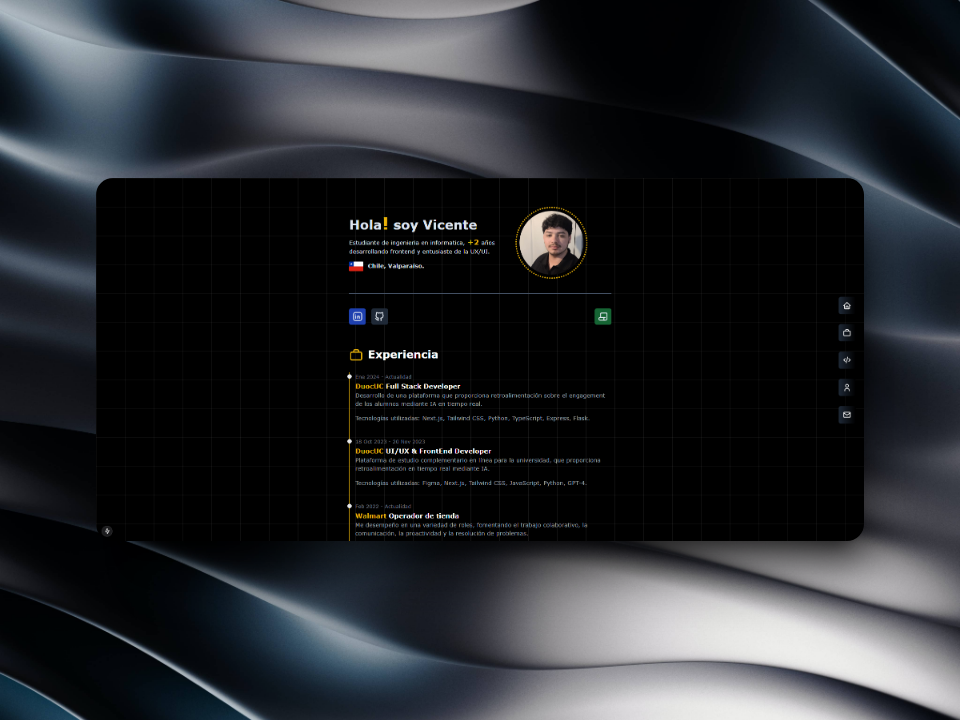 Hola! soy Vicente
Estudiante de ingenieria en informatica, +2 años
desarrollando frontend y entusiasta de la UX/UI.
Chile, Valparaíso.
in
Experiencia
Ene 2024 - Actualidad
DuocUC Full Stack Developer
Desarrollo de una plataforma que proporciona retroalimentación sobre el engagement
de los alumnos mediante IA en tiempo real.
Tecnologías utilizadas: Next.js, Tailwind CSS, Python, TypeScript, Express, Flask.
Oct 2023 - 20 Nov 2023
DuocUC UI/UX & FrontEnd Developer
Plataforma de estudio complementario en línea para la universidad, que proporciona
retroalimentación en tiempo real mediante IA.
Tecnologías utilizadas: Figma, Next.js, Tailwind CSS, JavaScript, Python, GPT-4.
Feb 2022 - Actualidad
Walmart Operador de tienda
Me desempeño en una variedad de roles, fomentando el trabajo colaborativo, la
comunicación, la proactividad y la resolución de problemas.